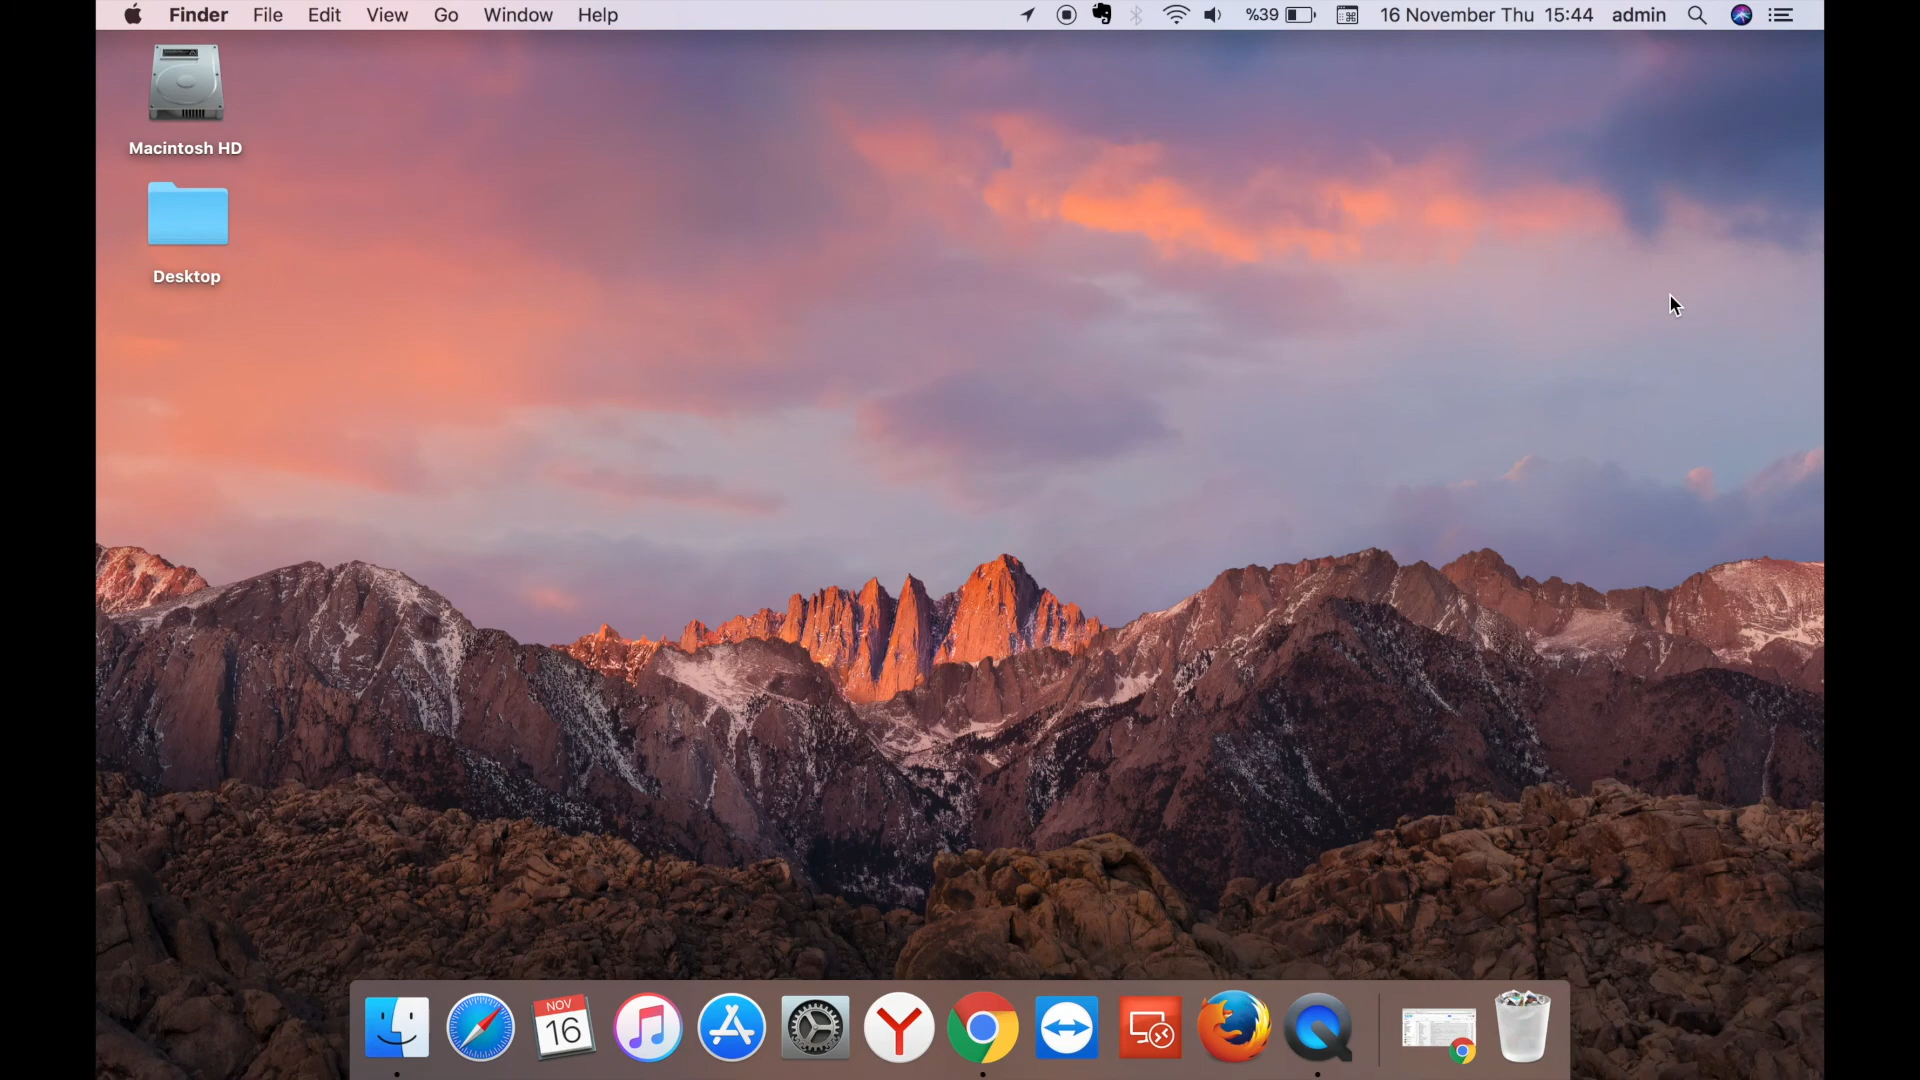 Finder File Edit View Go Window Help %39 16 November Thu 15:44 admin
Macintosh HD
Desktop
NOV
16